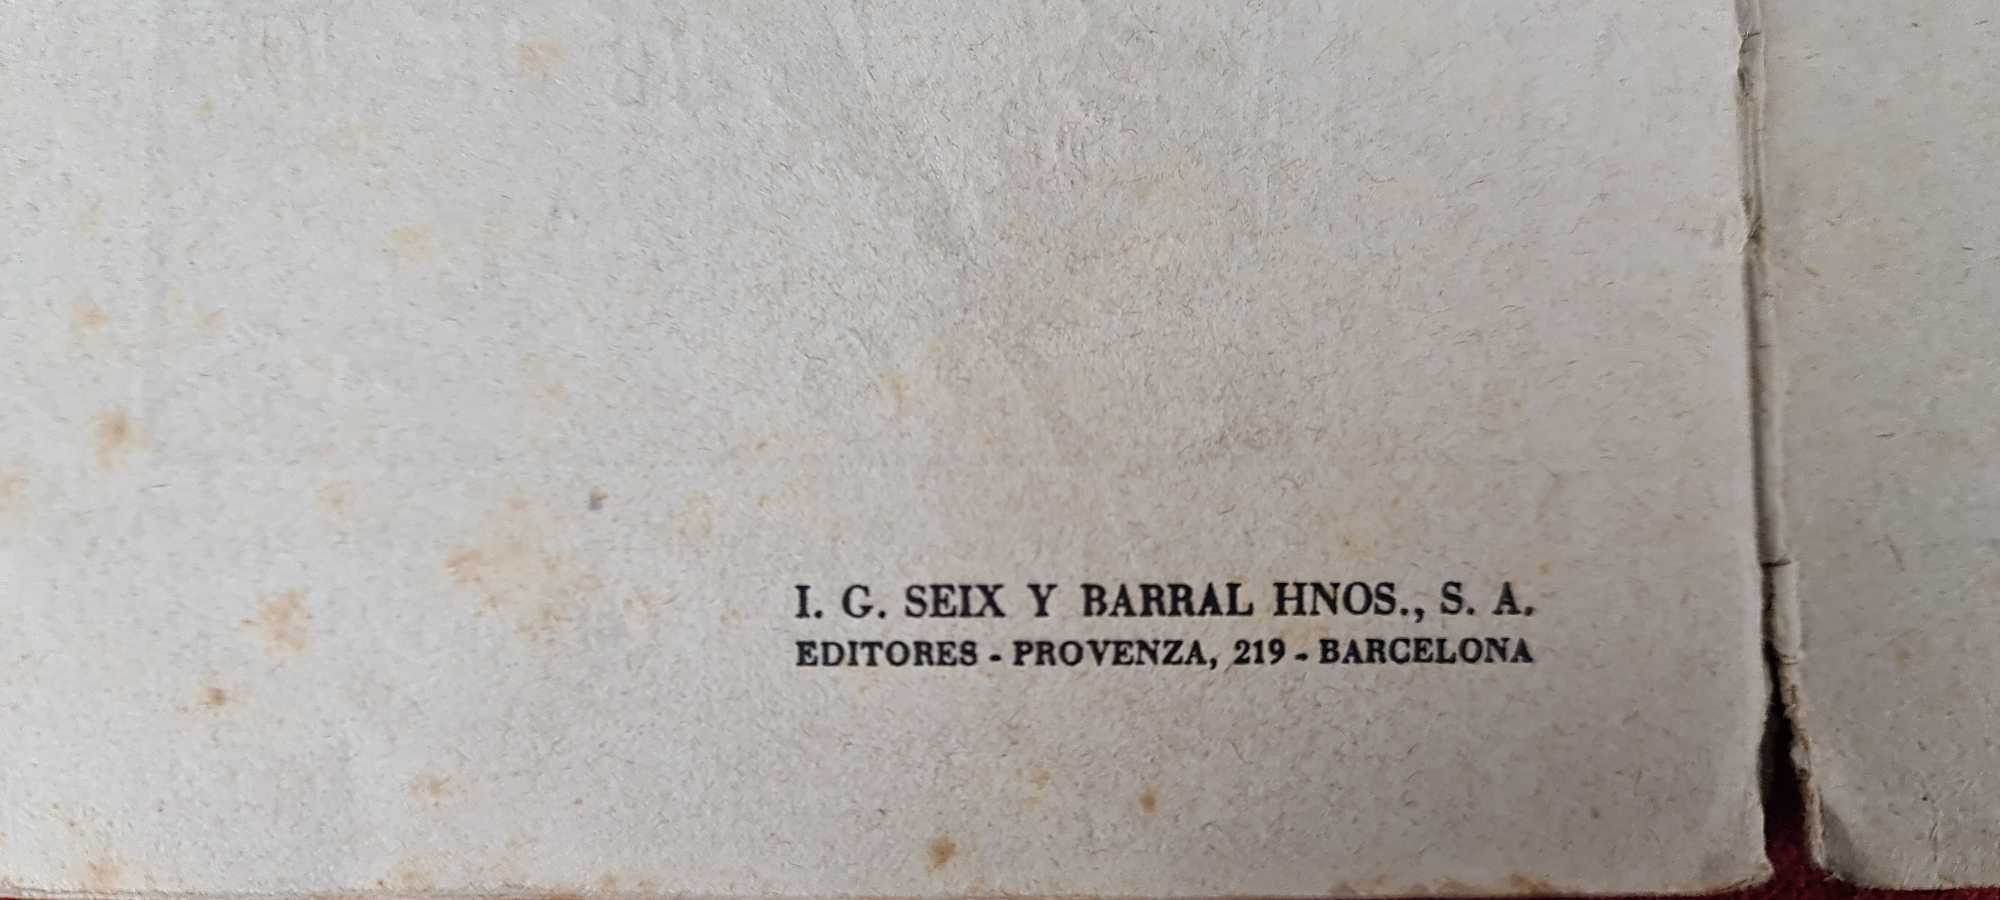 I. G. SEIX Y BARRAL HNOS., S. A.
EDITORES - PROVENZA, 219 - BARCELONA